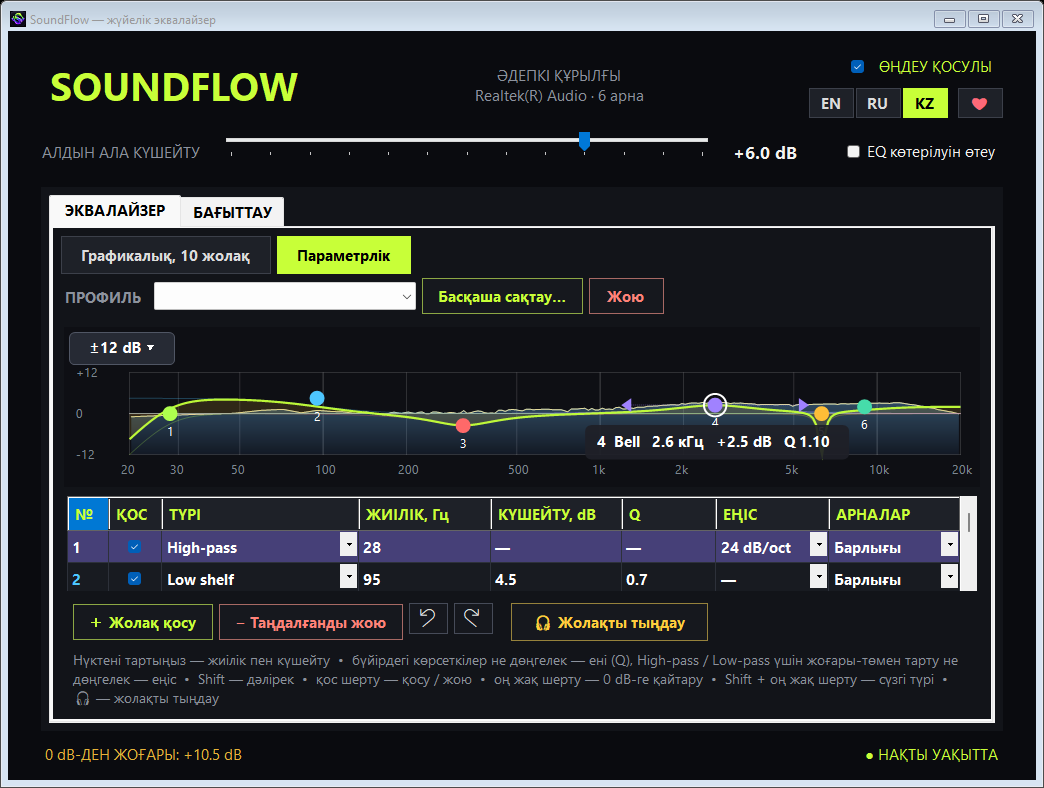 SoundFlow — жүйелік эквалайзер
SOUNDFLOW
ӘДЕПКІ ҚҰРЫЛҒЫ
Realtek(R) Audio · 6 арна
ӨҢДЕУ ҚОСУЛЫ
EN RU KZ
АЛДЫН АЛА КҮШЕЙТУ
+6.0 dB
EQ көтерілуін өтеу
ЭКВАЛАЙЗЕР БАҒЫТТАУ
Графикалық, 10 жолақ Параметрлік
ПРОФИЛЬ Басқаша сақтау... Жою
±12 dB ▾
+12
0
-12
1 2 3 4 6
4 Bell 2.6 кГц +2.5 dB Q 1.10
20 30 50 100 200 500 1k 2k 5k 10k 20k
№ ҚОС ТҮРІ ЖИІЛІК, Гц КҮШЕЙТУ, dB Q ЕҢІС АРНАЛАР
1 High-pass 28 — — 24 dB/oct Барлығы
2 Low shelf 95 4.5 0.7 — Барлығы
+ Жолақ қосу − Таңдалғанды жою 🎧 Жолақты тыңдау
Нүктені тартыңыз — жиілік пен күшейту • бүйірдегі көрсеткілер не дөңгелек — ені (Q), High-pass / Low-pass үшін жоғары-төмен тарту не
дөңгелек — еңіс • Shift — дәлірек • қос шерту — қосу / жою • оң жақ шерту — 0 dB-ге қайтару • Shift + оң жақ шерту — сүзгі түрі •
🎧 — жолақты тыңдау
0 dB-ДЕН ЖОҒАРЫ: +10.5 dB
● НАҚТЫ УАҚЫТТА